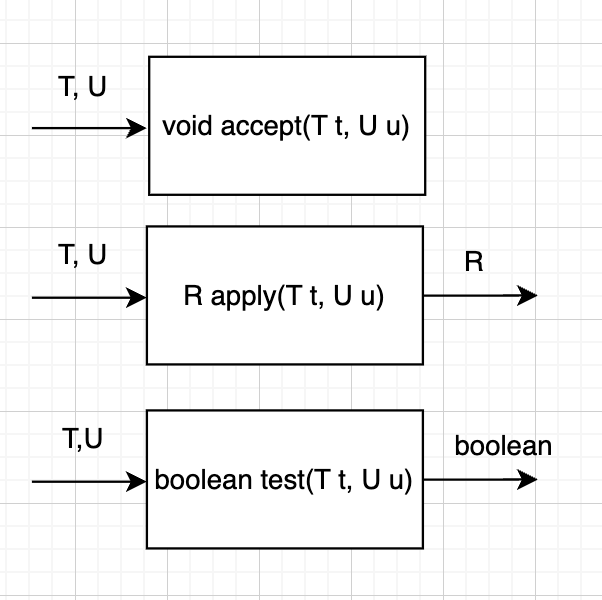 T, U
void accept(T t, U u)
T, U
R apply(T t, U u)
R
T,U
boolean test(T t, U u)
boolean